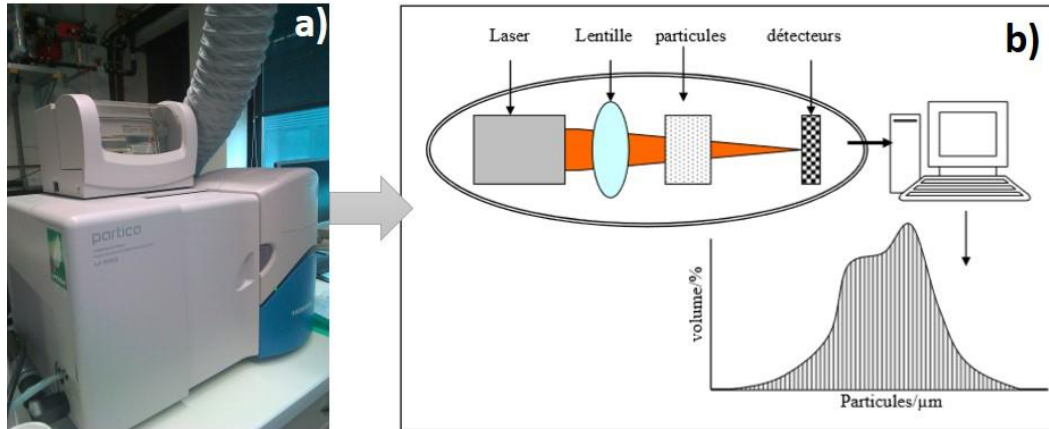 a)
partica
b)
Laser
Lentille
particules
détecteurs
volume/%
Particules/µm